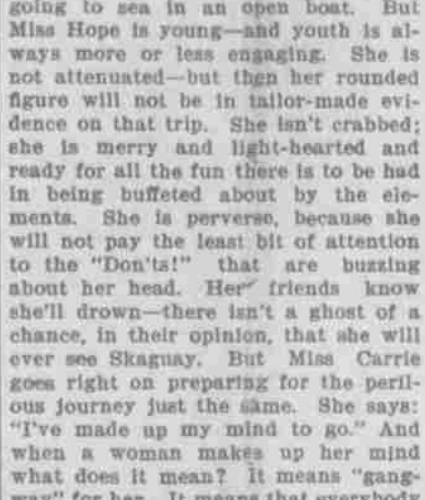 going to sea in an open boat. But
Miss Hope is young—and youth is al-
ways more or less engaging. She is
not attenuated—but then her rounded
figure will not be in tailor-made evi-
dence on that trip. She isn't crabbed;
she is merry and light-hearted and
ready for all the fun there is to be had
in being buffeted about by the ele-
ments. She is perverse, because she
will not pay the least bit of attention
to the "Don'ts!" that are buzzing
about her head. Her friends know
she'll drown—there isn't a ghost of a
chance, in their opinion, that she will
ever see Skaguay. But Miss Carrie
goes right on preparing for the peril-
ous journey just the same. She says:
"I've made up my mind to go." And
when a woman makes up her mind
what does it mean? It means "gang-
way" for her. It means that everybody